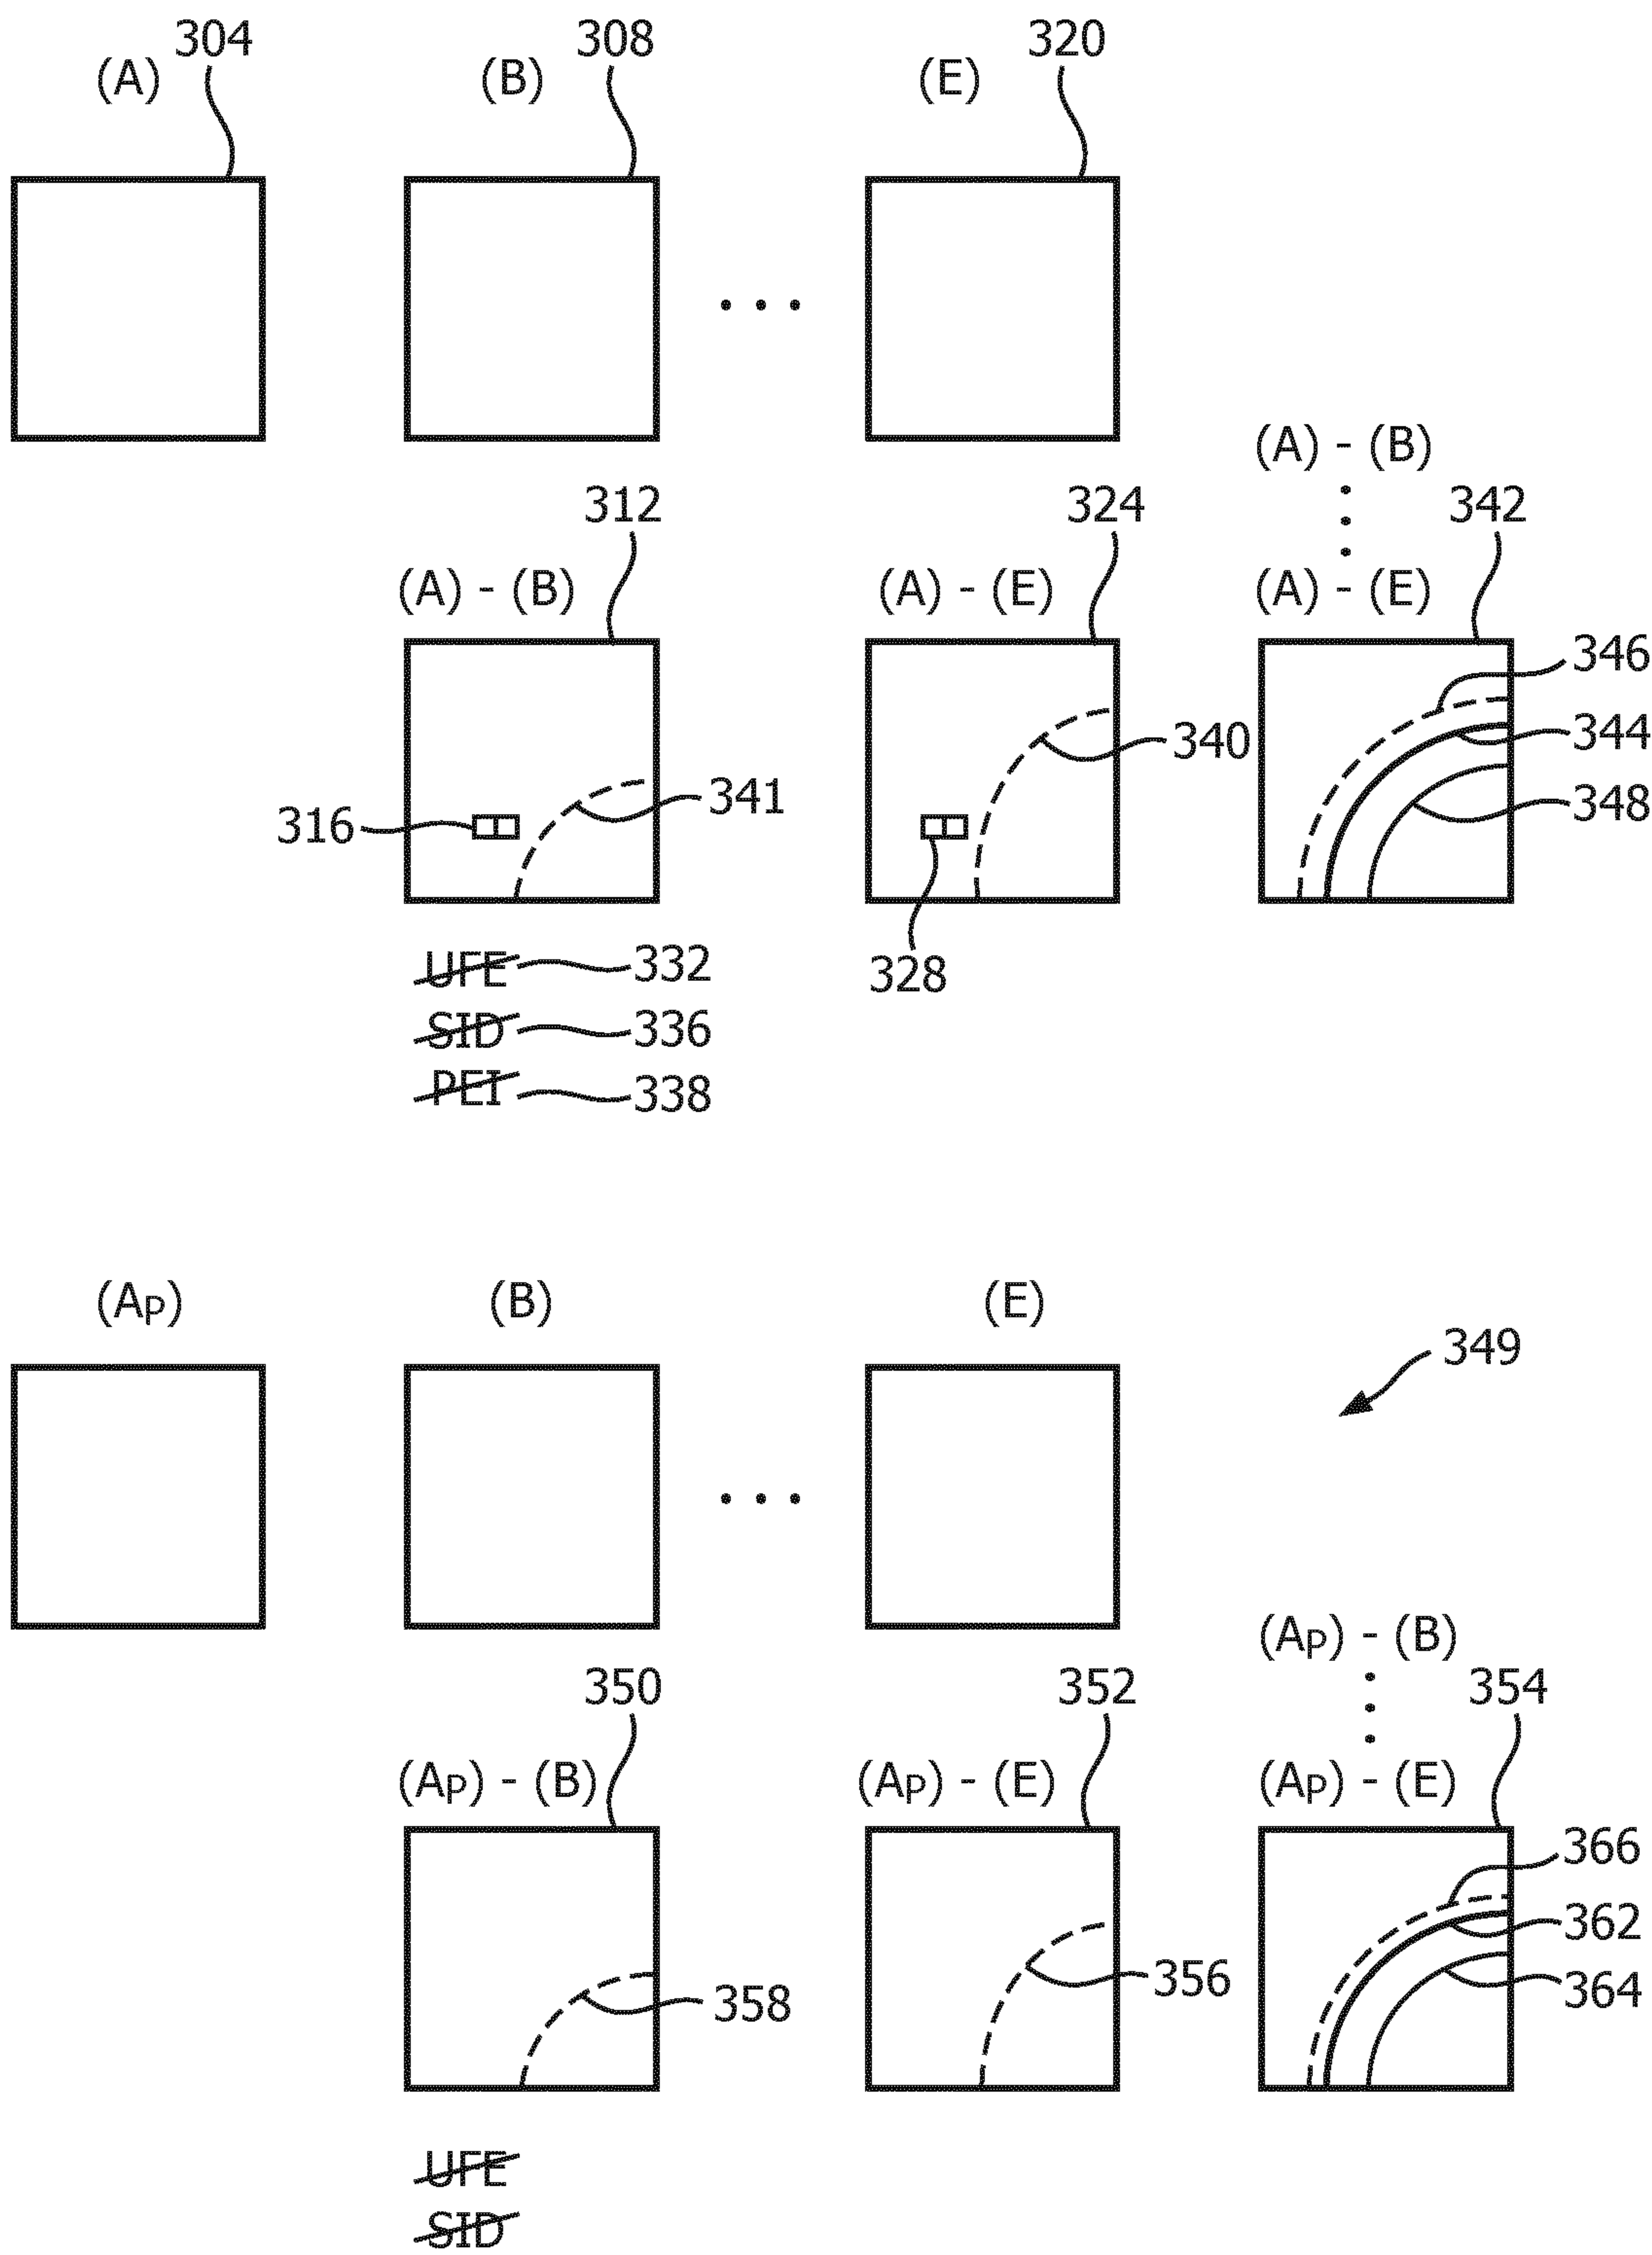 304 308 320
(A) (B) (E)
. . .
(A) - (B)
312 324 342
(A) - (B) (A) - (E) (A) - (E)
346
340 344
341 348
316
328
UFE 332
SID 336
PEI 338
(AP) (B) (E)
349
. . .
(AP) - (B)
350 352 354
(AP) - (B) (AP) - (E) (AP) - (E)
366
362
358 356 364
UFE
SID